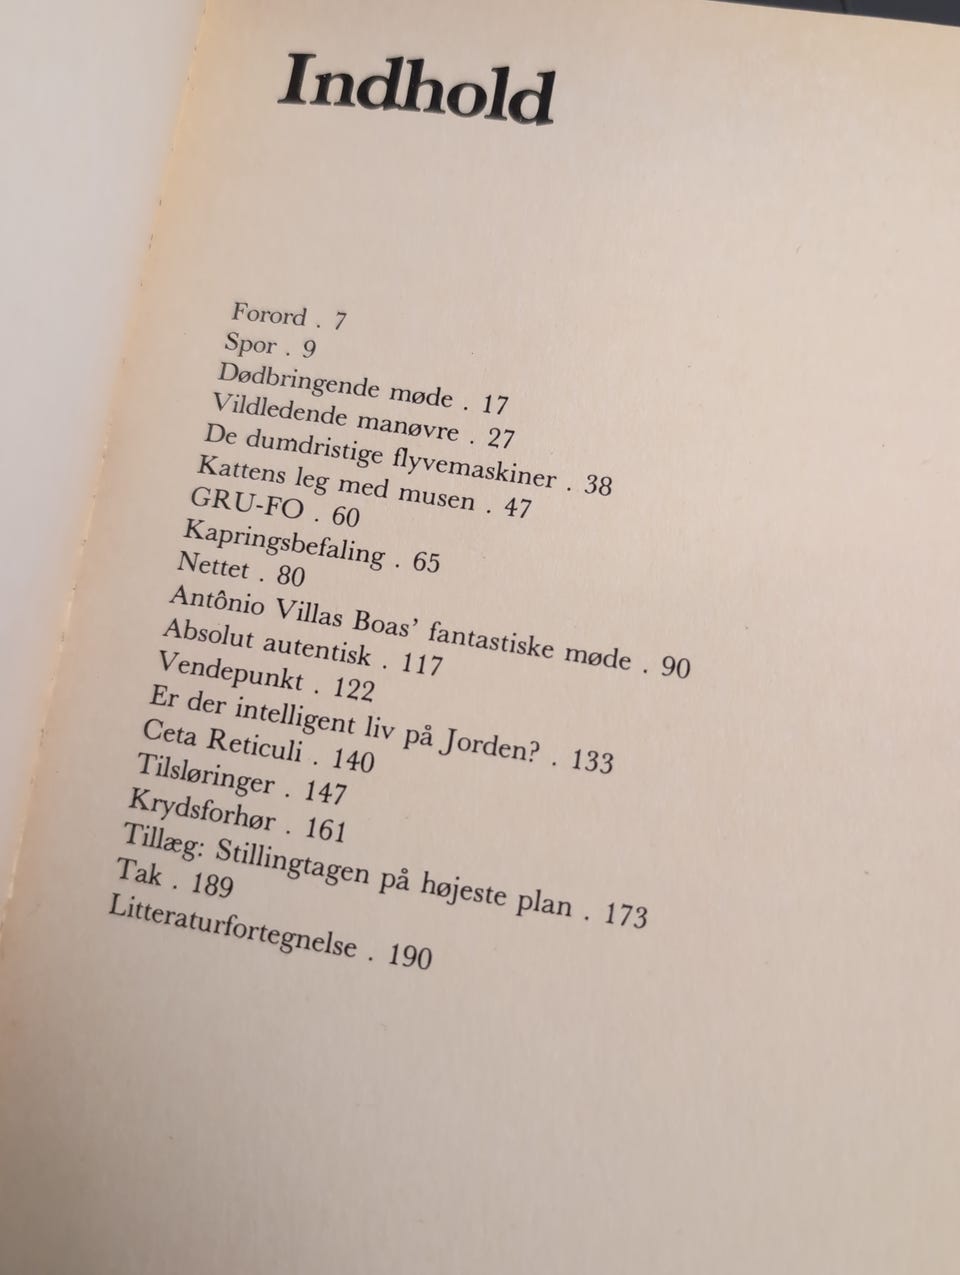 Indhold
Forord . 7
Spor . 9
Dødbringende møde . 17
Vildledende manøvre . 27
De dumdristige flyvemaskiner . 38
Kattens leg med musen . 47
GRU-FO . 60
Kapringsbefaling . 65
Nettet . 80
Antônio Villas Boas’ fantastiske møde . 90
Absolut autentisk . 117
Vendepunkt . 122
Er der intelligent liv på Jorden? . 133
Ceta Reticuli . 140
Tilsløringer . 147
Krydsforhør . 161
Tillæg: Stillingtagen på højeste plan . 173
Tak . 189
Litteraturfortegnelse . 190